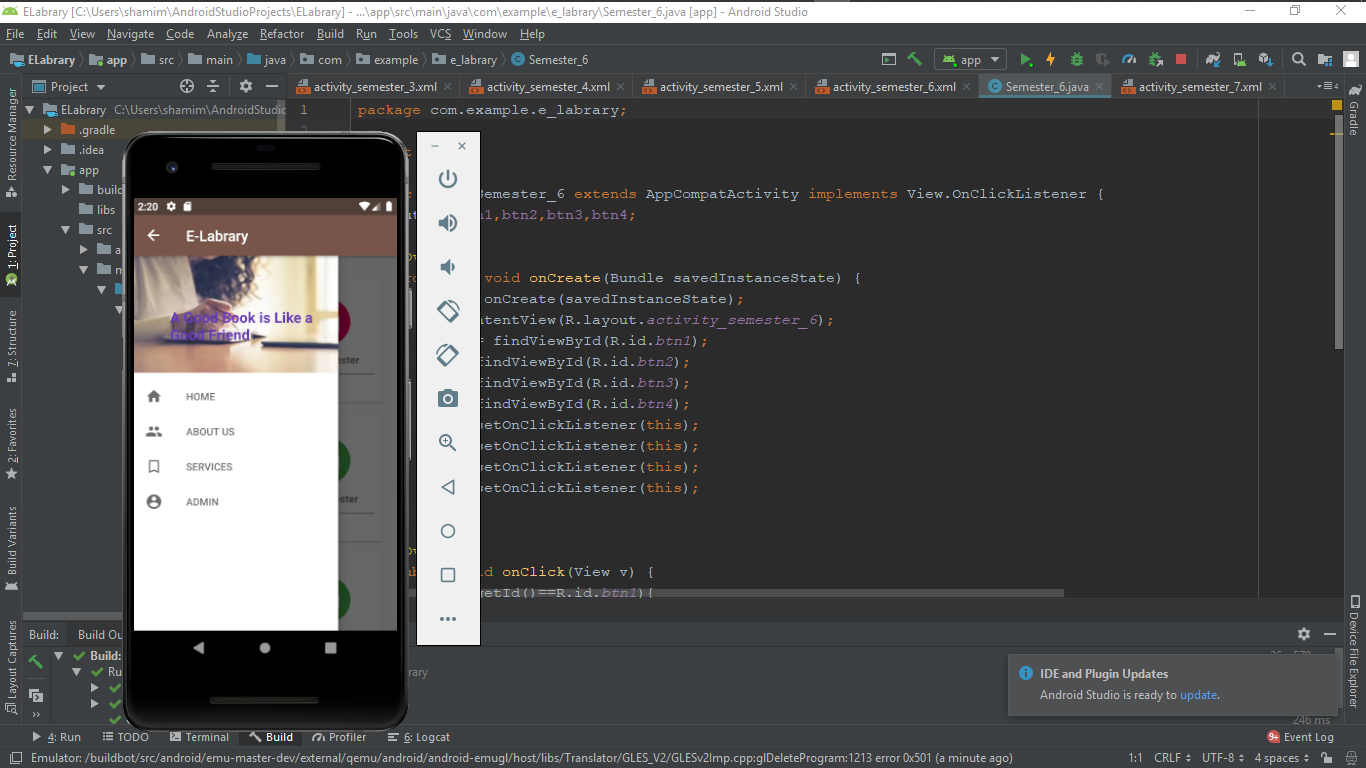 ELabrary [C:\Users\shamim\AndroidStudioProjects\ELabrary] - ...\app\src\main\java\com\example\e_labrary\Semester_6.java [app] - Android Studio
File Edit View Navigate Code Analyze Refactor Build Run Tools VCS Window Help
ELabrary app src main java com example e_labrary Semester_6 app
Project activity_semester_3.xml activity_semester_4.xml activity_semester_5.xml activity_semester_6.xml Semester_6.java activity_semester_7.xml
Resource Manager
1: Project
7: Structure
2: Favorites
Build Variants
Layout Captures
ELabrary C:\Users\shamim\AndroidStudio
.gradle
.idea
app
build
libs
src
2:20
E-Labrary
A Good Book is Like a
Good Friend
HOME
ABOUT US
SERVICES
ADMIN
1 package com.example.e_labrary;
Semester_6 extends AppCompatActivity implements View.OnClickListener {
n1,btn2,btn3,btn4;
void onCreate(Bundle savedInstanceState) {
onCreate(savedInstanceState);
ntentView(R.layout.activity_semester_6);
= findViewById(R.id.btn1);
findViewById(R.id.btn2);
findViewById(R.id.btn3);
findViewById(R.id.btn4);
setOnClickListener(this);
setOnClickListener(this);
setOnClickListener(this);
setOnClickListener(this);
id onClick(View v) {
getId()==R.id.btn1){
Gradle
Device File Explorer
Build: Build Ou
Build:
Ru
rary
IDE and Plugin Updates
Android Studio is ready to update.
246 ms
4: Run TODO Terminal Build Profiler 6: Logcat 9+ Event Log
Emulator: /buildbot/src/android/emu-master-dev/external/qemu/android/android-emugl/host/libs/Translator/GLES_V2/GLESv2Imp.cpp:glDeleteProgram:1213 error 0x501 (a minute ago) 1:1 CRLF UTF-8 4 spaces